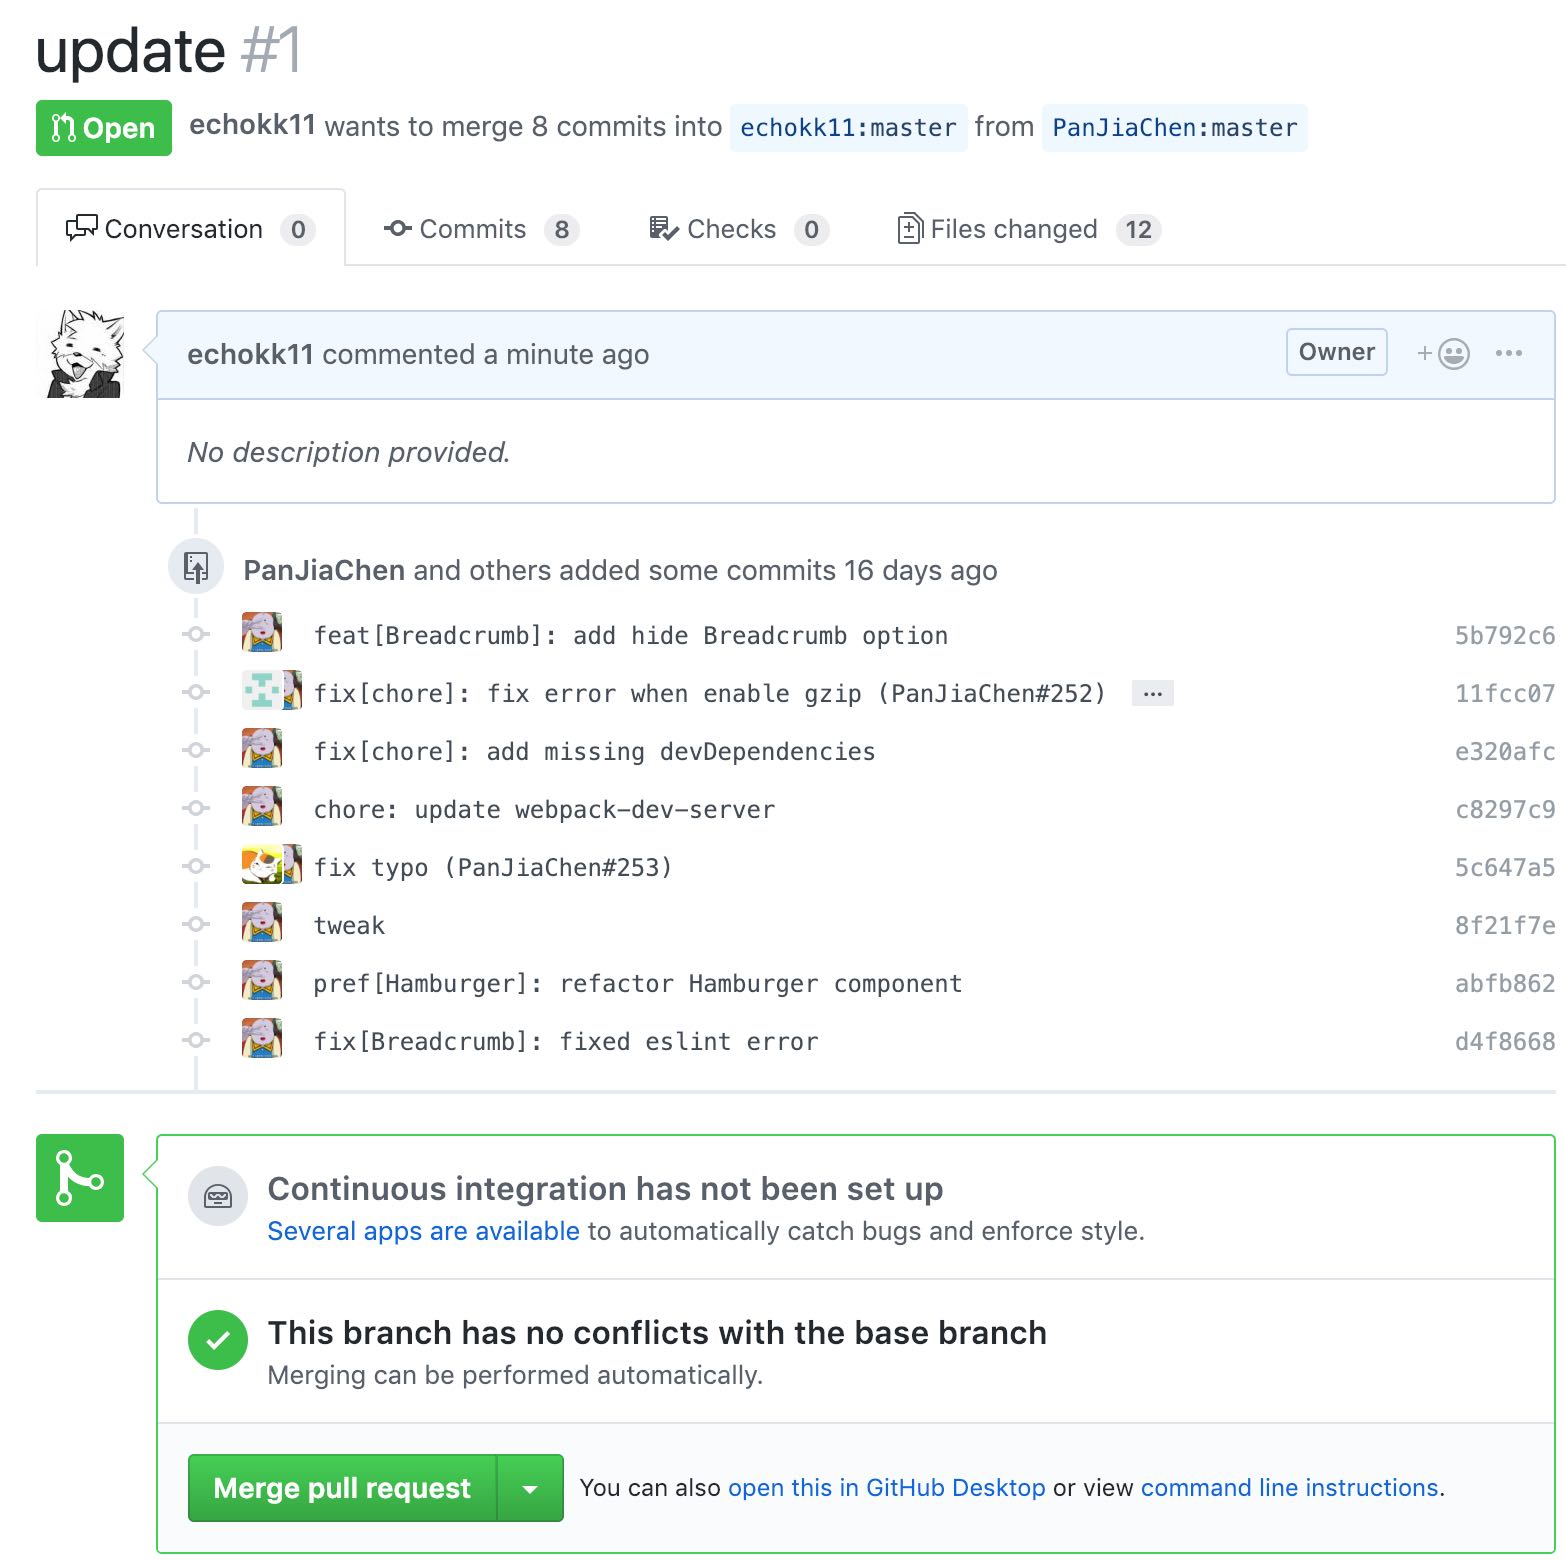 update #1
Open echokk11 wants to merge 8 commits into echokk11:master from PanJiaChen:master
Conversation 0 Commits 8 Checks 0 Files changed 12
echokk11 commented a minute ago Owner + ...
No description provided.
PanJiaChen and others added some commits 16 days ago
feat[Breadcrumb]: add hide Breadcrumb option 5b792c6
fix[chore]: fix error when enable gzip (PanJiaChen#252) ... 11fcc07
fix[chore]: add missing devDependencies e320afc
chore: update webpack-dev-server c8297c9
fix typo (PanJiaChen#253) 5c647a5
tweak 8f21f7e
pref[Hamburger]: refactor Hamburger component abfb862
fix[Breadcrumb]: fixed eslint error d4f8668
Continuous integration has not been set up
Several apps are available to automatically catch bugs and enforce style.
This branch has no conflicts with the base branch
Merging can be performed automatically.
Merge pull request You can also open this in GitHub Desktop or view command line instructions.